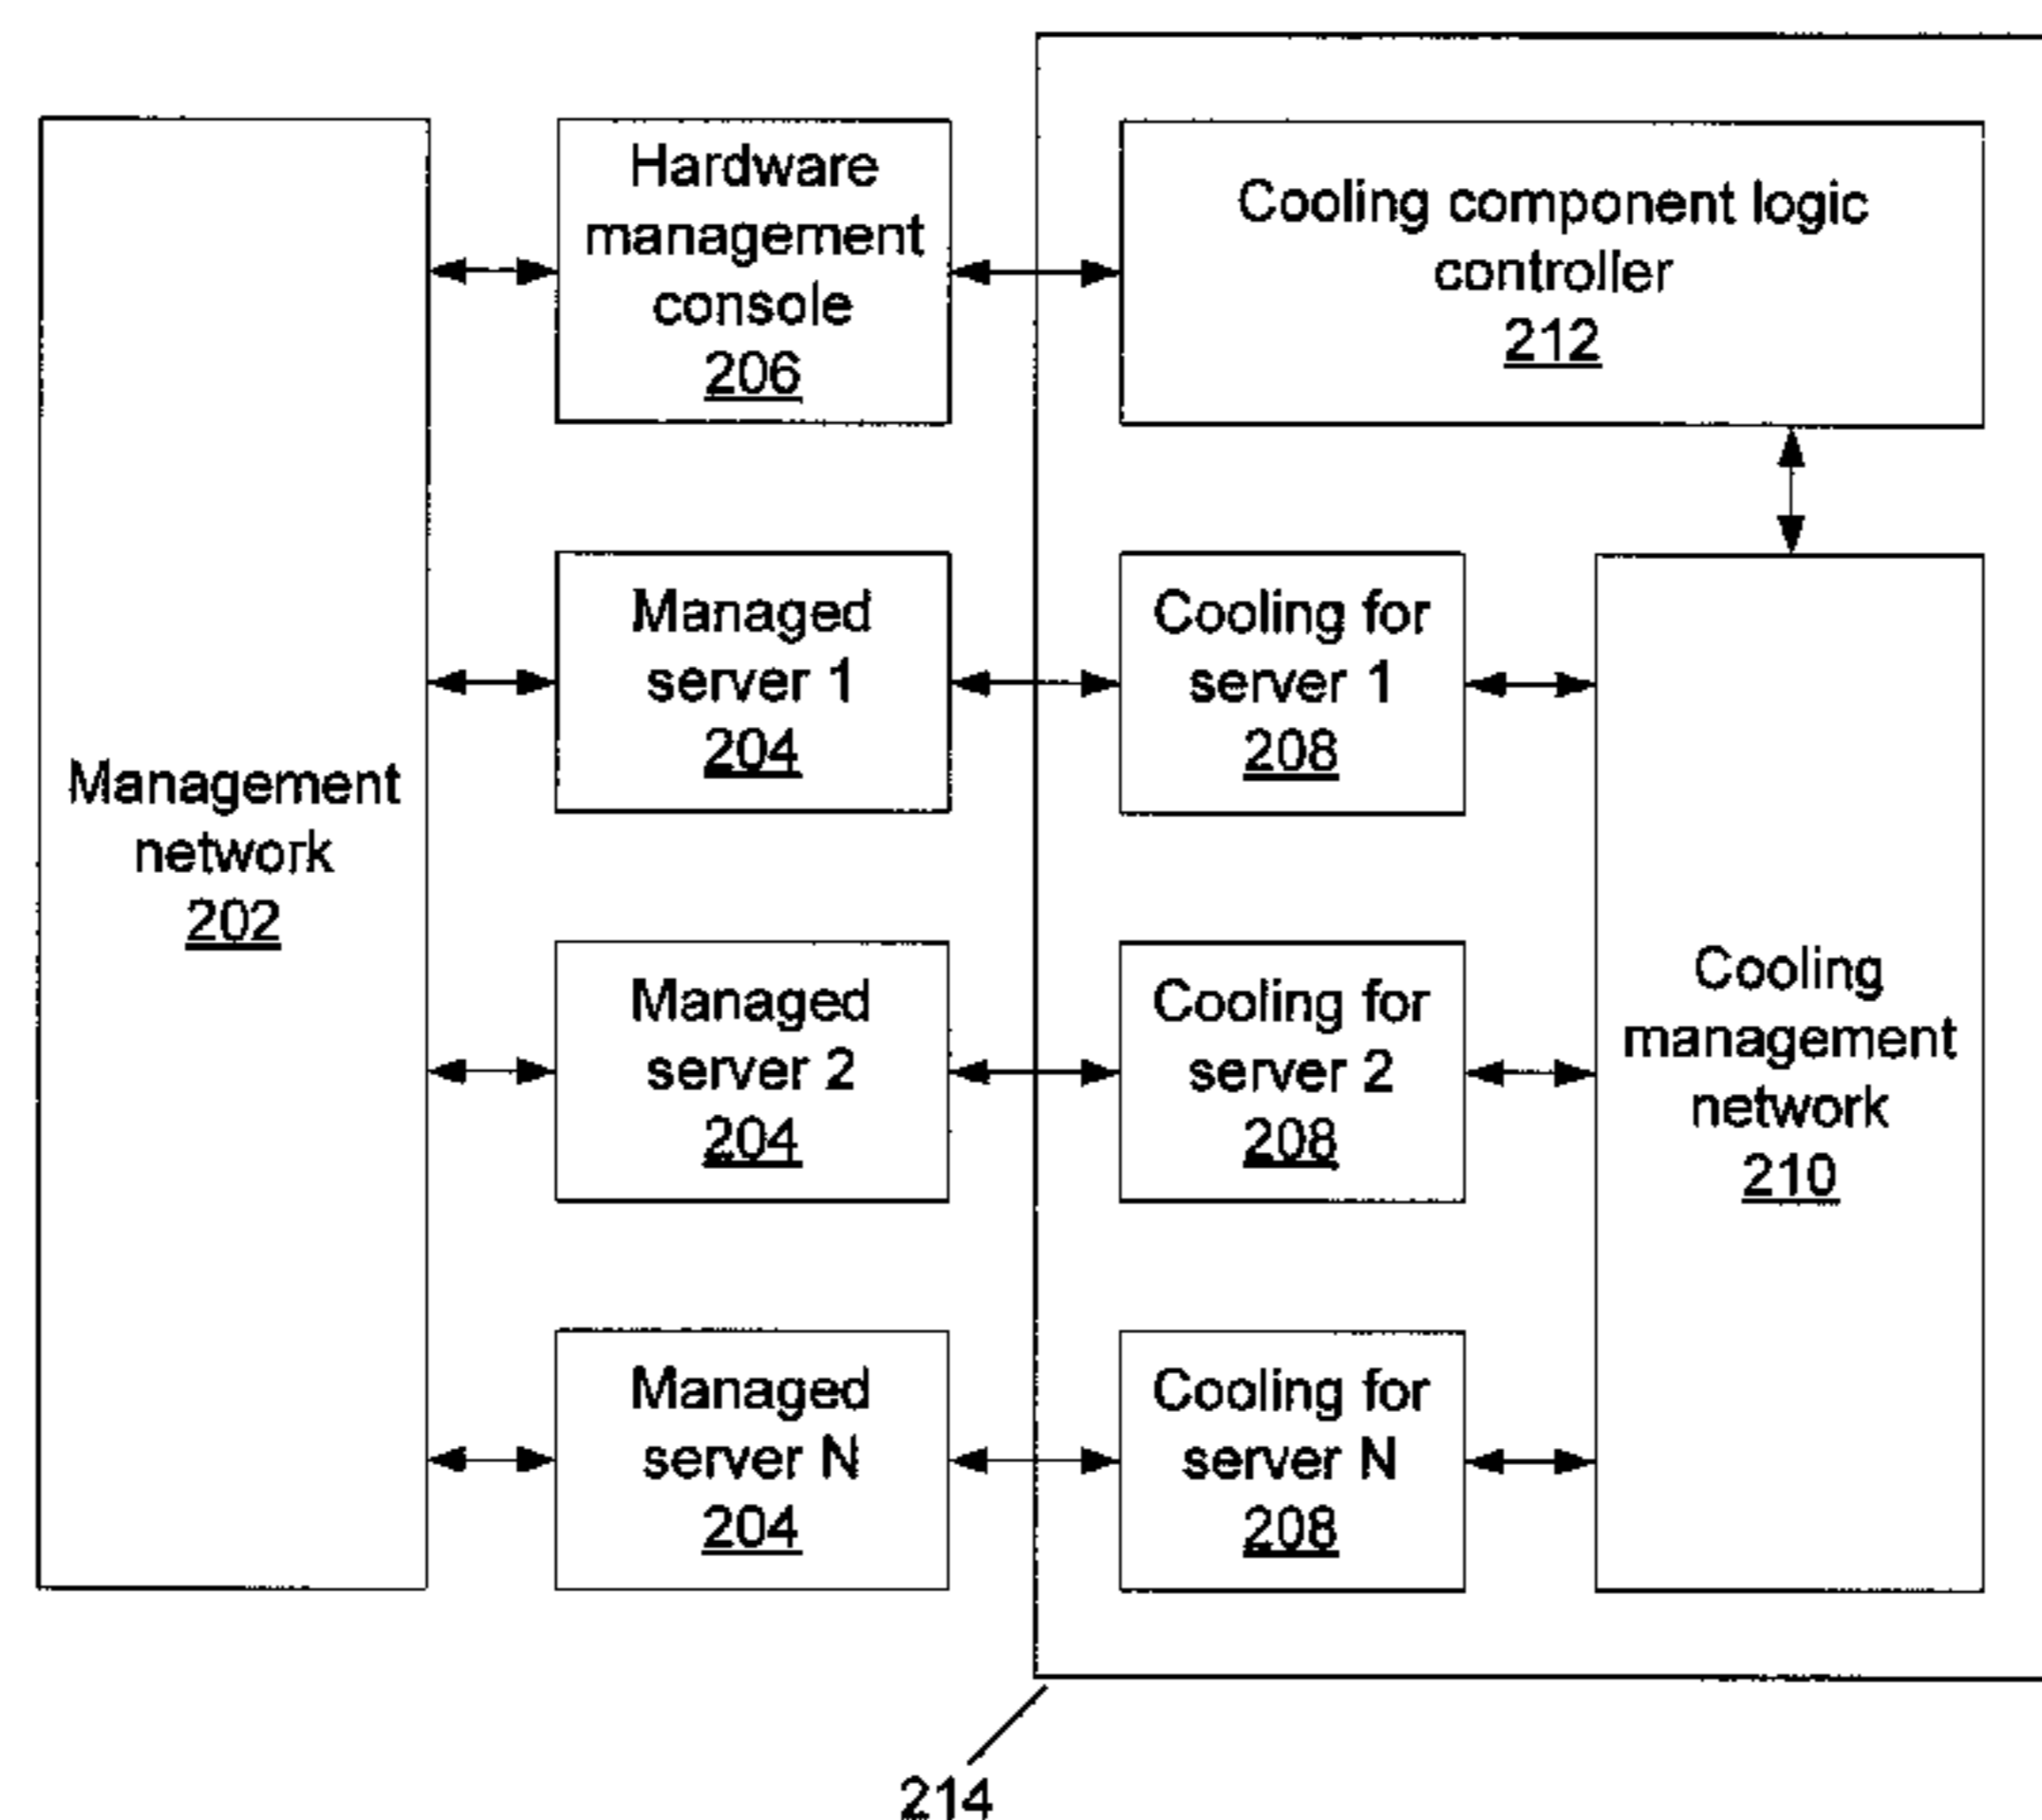 Hardware
management
console
206
Cooling component logic
controller
212
Management
network
202
Managed
server 1
204
Cooling for
server 1
208
Managed
server 2
204
Cooling for
server 2
208
Cooling
management
network
210
Managed
server N
204
Cooling for
server N
208
214